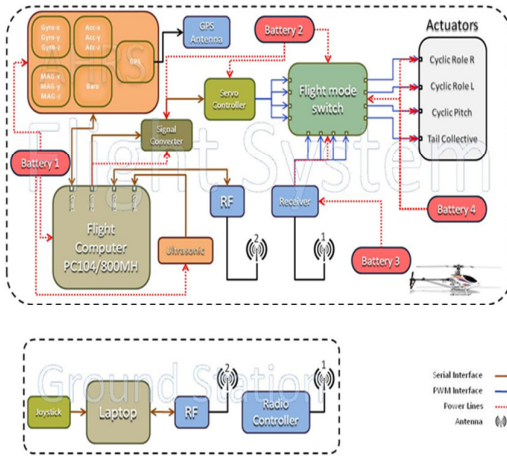 Flight System
AHRS
Gyro-x
Gyro-y
Gyro-z
Acc-x
Acc-y
Acc-z
MAG-x
MAG-y
MAG-z
Baro
GPS
Antenna
Battery 2
Servo
Controller
Signal
Converter
Flight mode
switch
Actuators
Cyclic Role R
Cyclic Role L
Cyclic Pitch
Tail Collective
Battery 1
Flight
Computer
PC104/800MH
Ultrasonic
RF
2
Receiver
1
Battery 4
Battery 3
Ground Station
Joystick
Laptop
RF
2
Radio
Controller
1
Serial Interface
PWM Interface
Power Lines
Antenna